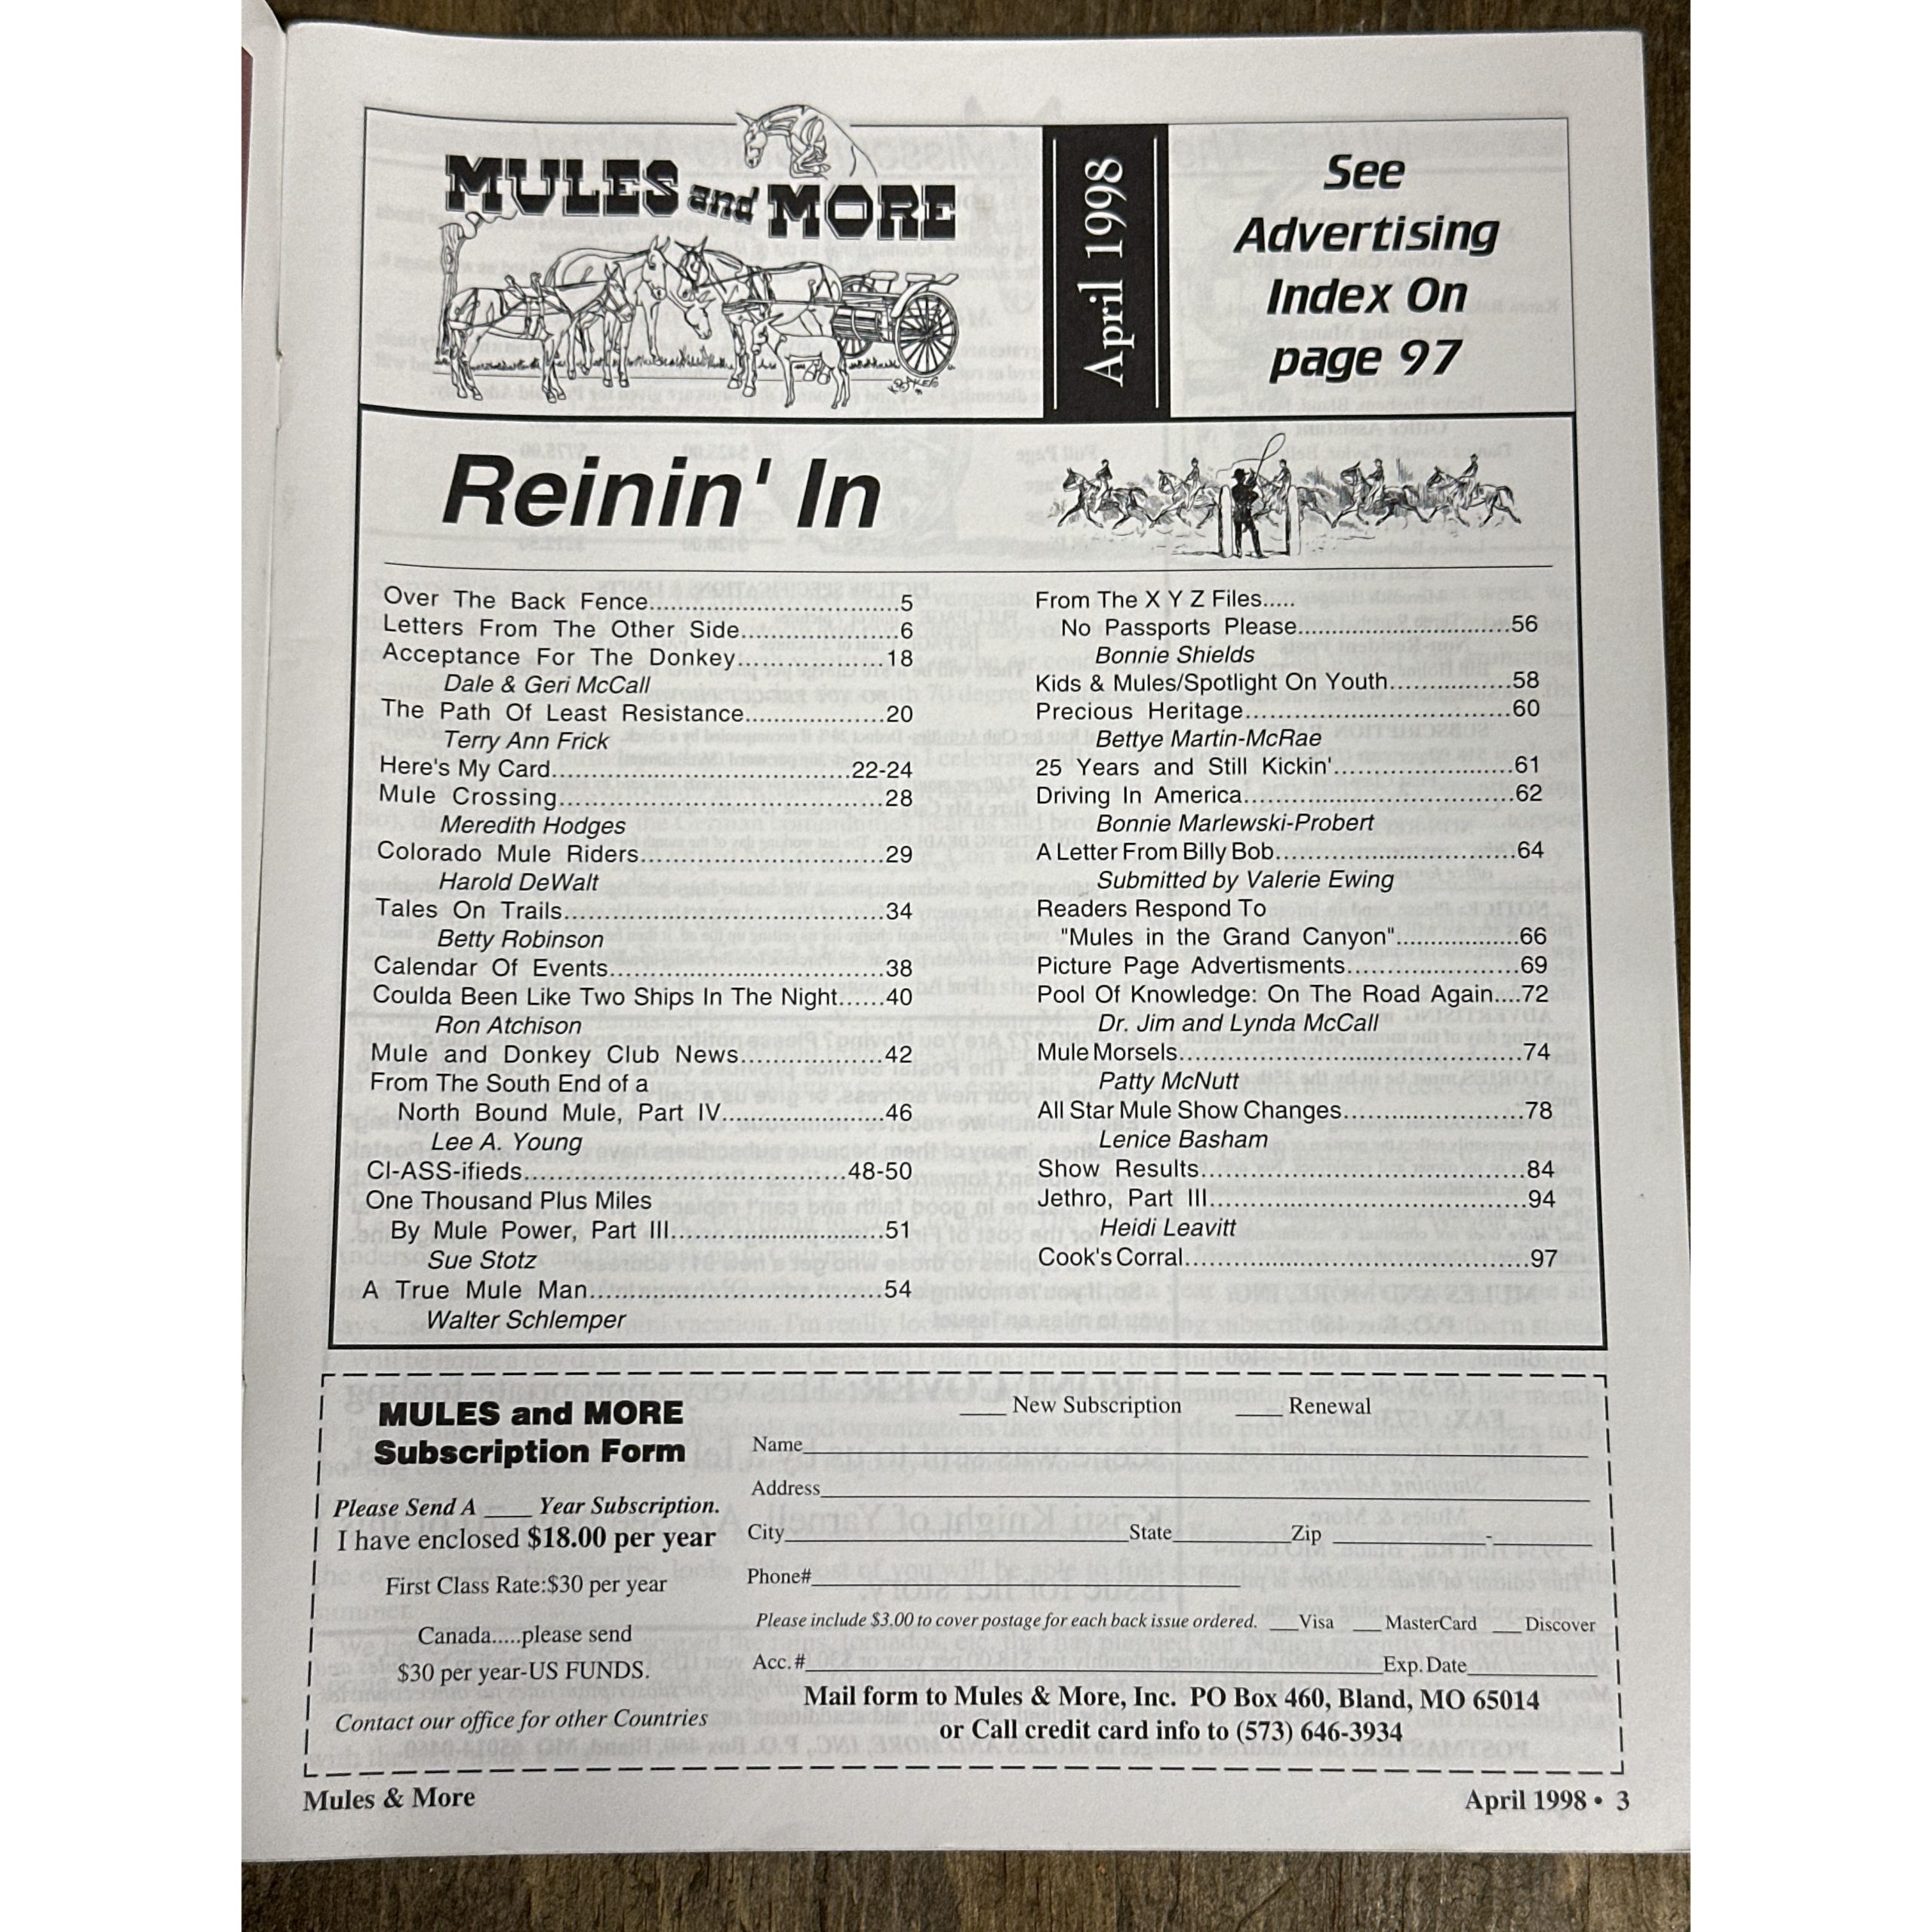 MULES and MORE
April 1998
See
Advertising
Index On
page 97
Reinin' In
Over The Back Fence..................................5
Letters From The Other Side.....................6
Acceptance For The Donkey....................18
Dale & Geri McCall
The Path Of Least Resistance...................20
Terry Ann Frick
Here's My Card........................................22-24
Mule Crossing............................................28
Meredith Hodges
Colorado Mule Riders.................................29
Harold DeWalt
Tales On Trails...........................................34
Betty Robinson
Calendar Of Events.....................................38
Coulda Been Like Two Ships In The Night......40
Ron Atchison
Mule and Donkey Club News...................42
From The South End of a
North Bound Mule, Part IV......................46
Lee A. Young
Cl-ASS-ifieds...........................................48-50
One Thousand Plus Miles
By Mule Power, Part III.............................51
Sue Stotz
A True Mule Man.......................................54
Walter Schlemper
From The X Y Z Files.....
No Passports Please.............................56
Bonnie Shields
Kids & Mules/Spotlight On Youth................58
Precious Heritage....................................60
Bettye Martin-McRae
25 Years and Still Kickin'........................61
Driving In America.....................................62
Bonnie Marlewski-Probert
A Letter From Billy Bob.................................64
Submitted by Valerie Ewing
Readers Respond To
"Mules in the Grand Canyon".................66
Picture Page Advertisments........................69
Pool Of Knowledge: On The Road Again....72
Dr. Jim and Lynda McCall
Mule Morsels..............................................74
Patty McNutt
All Star Mule Show Changes.........................78
Lenice Basham
Show Results............................................84
Jethro, Part III...........................................94
Heidi Leavitt
Cook's Corral..............................................97
MULES and MORE
Subscription Form
Please Send A ____ Year Subscription.
I have enclosed $18.00 per year
First Class Rate:$30 per year
Canada.....please send
$30 per year-US FUNDS.
Contact our office for other Countries
____ New Subscription ____ Renewal
Name____
Address____
City____ State____ Zip ____-____
Phone#____
Please include $3.00 to cover postage for each back issue ordered. ___Visa ___ MasterCard ___ Discover
Acc.#____ Exp. Date____
Mail form to Mules & More, Inc. PO Box 460, Bland, MO 65014
or Call credit card info to (573) 646-3934
Mules & More
April 1998 • 3